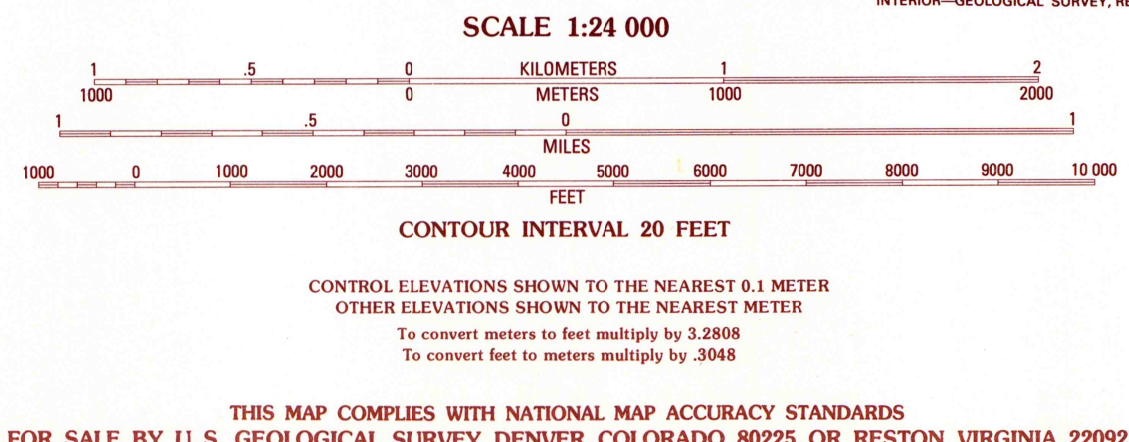 INTERIOR—GEOLOGICAL SURVEY,
SCALE 1:24 000
1 .5 0 KILOMETERS 1 2
1000 0 METERS 1000 2000
1 .5 0 1
MILES
1000 0 1000 2000 3000 4000 5000 6000 7000 8000 9000 10 000
FEET
CONTOUR INTERVAL 20 FEET
CONTROL ELEVATIONS SHOWN TO THE NEAREST 0.1 METER
OTHER ELEVATIONS SHOWN TO THE NEAREST METER
To convert meters to feet multiply by 3.2808
To convert feet to meters multiply by .3048
THIS MAP COMPLIES WITH NATIONAL MAP ACCURACY STANDARDS
FOR SALE BY U.S. GEOLOGICAL SURVEY, DENVER, COLORADO 80225, OR RESTON, VIRGINIA 22092